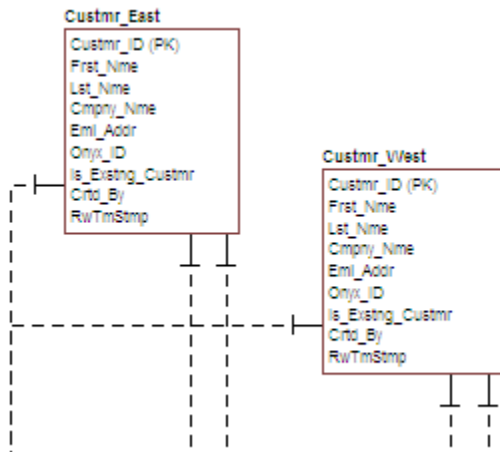 Custmr_East
Custmr_ID (PK)
Frst_Nme
Lst_Nme
Cmpny_Nme
Eml_Addr
Onyx_ID
Is_Exstng_Custmr
Crtd_By
RwTmStmp
Custmr_West
Custmr_ID (PK)
Frst_Nme
Lst_Nme
Cmpny_Nme
Eml_Addr
Onyx_ID
Is_Exstng_Custmr
Crtd_By
RwTmStmp